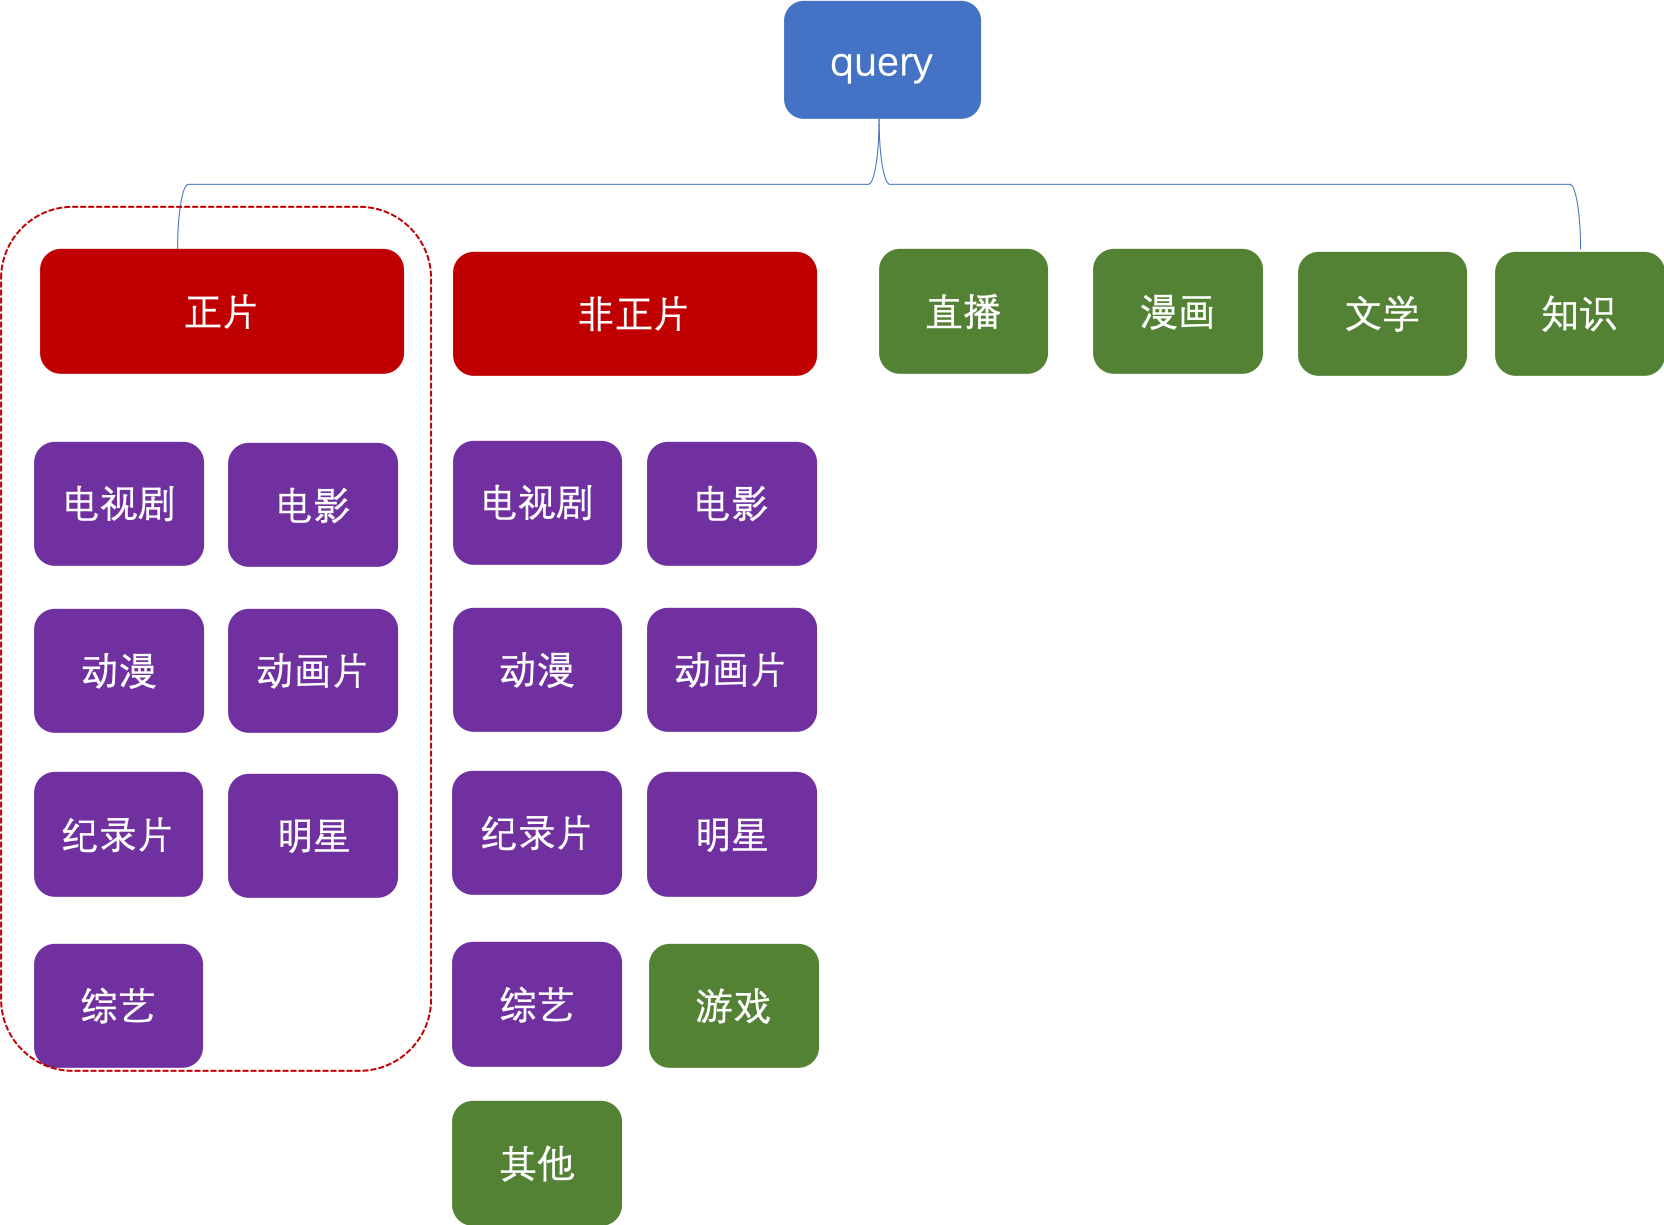 query
正片
非正片
直播
漫画
文学
知识
电视剧
电影
电视剧
电影
动漫
动画片
动漫
动画片
纪录片
明星
纪录片
明星
综艺
综艺
游戏
其他